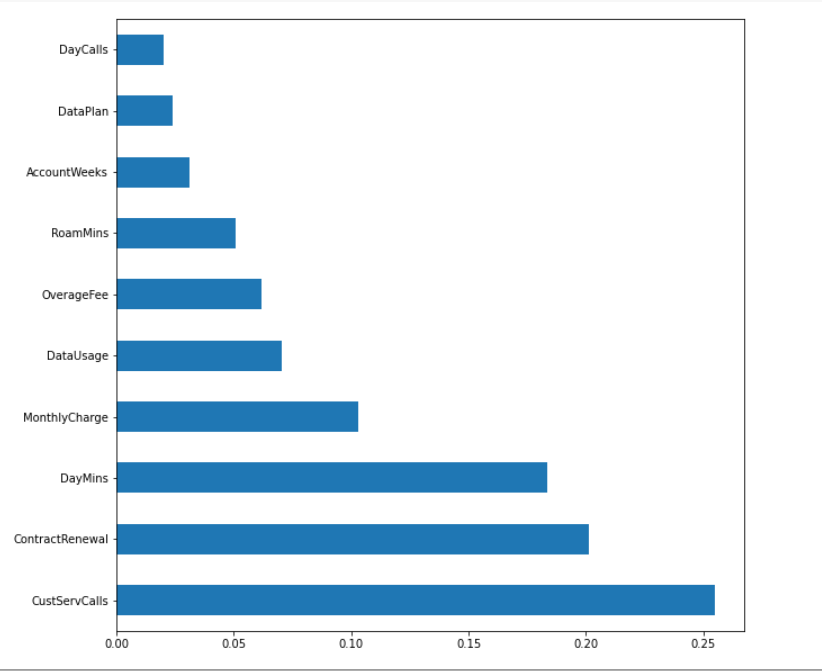 DayCalls
DataPlan
AccountWeeks
RoamMins
OverageFee
DataUsage
MonthlyCharge
DayMins
ContractRenewal
CustServCalls
0.00 0.05 0.10 0.15 0.20 0.25